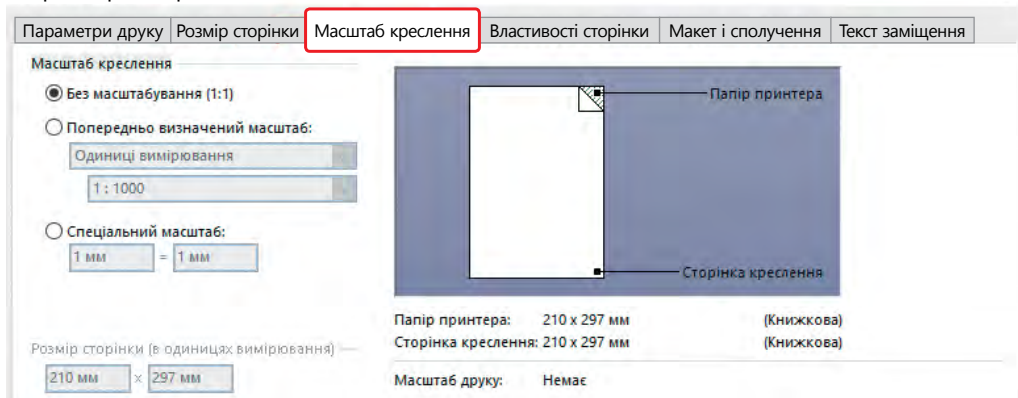 Параметри друку Розмір сторінки Масштаб креслення Властивості сторінки Макет і сполучення Текст заміщення
Масштаб креслення
Без масштабування (1:1)
Попередньо визначений масштаб:
Одиниці вимірювання
1 : 1000
Спеціальний масштаб:
1 мм = 1 мм
Розмір сторінки (в одиницях вимірювання)
210 мм x 297 мм
Папір принтера
Сторінка креслення
Папір принтера: 210 x 297 мм (Книжкова)
Сторінка креслення: 210 x 297 мм (Книжкова)
Масштаб друку: Немає